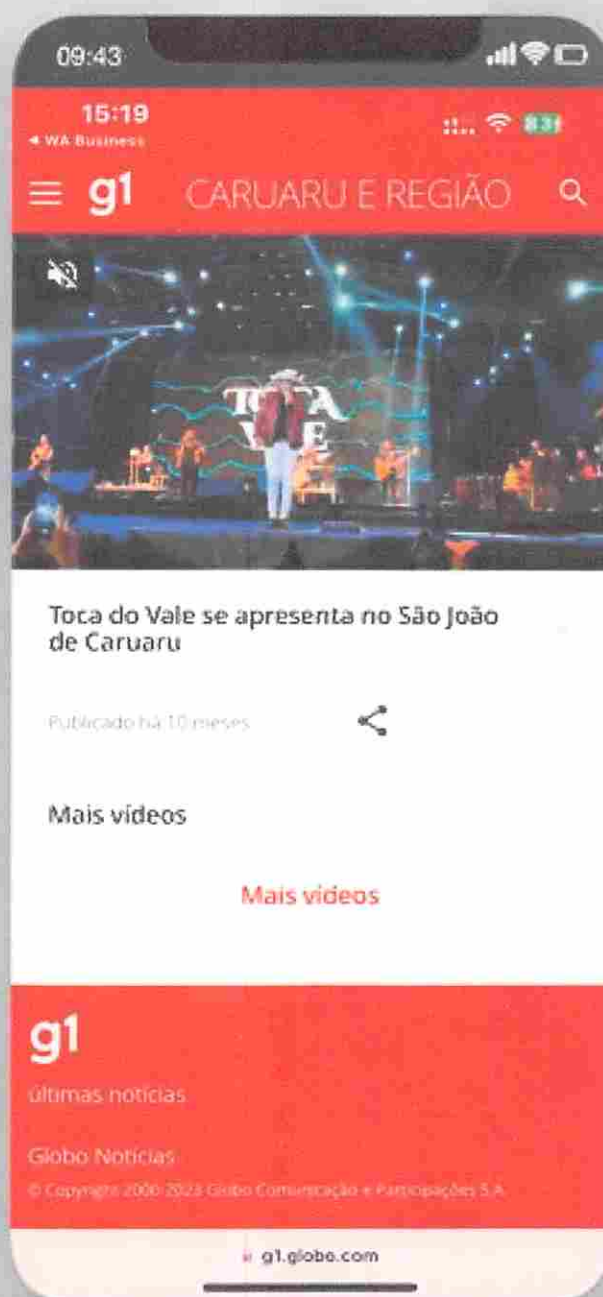 09:43
15:19
◀ WA Business
83
g1 CARUARU E REGIÃO
TOCA
VALE
Toca do Vale se apresenta no São João
de Caruaru
Publicado há 10 meses
Mais vídeos
Mais vídeos
g1
últimas notícias
Globo Notícias
© Copyright 2000-2023 Globo Comunicação e Participações S.A.
g1.globo.com